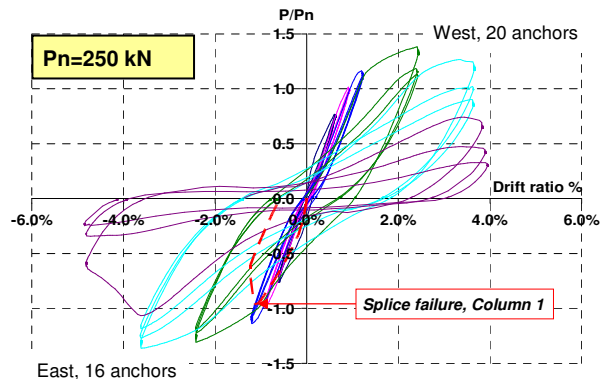 P/Pn
West, 20 anchors
Pn=250 kN
1.5
1.0
0.5
0.0
Drift ratio %
-6.0% -4.0% -2.0% 0.0% 2.0% 4.0% 6.0%
-0.5
-1.0
Splice failure, Column 1
-1.5
East, 16 anchors